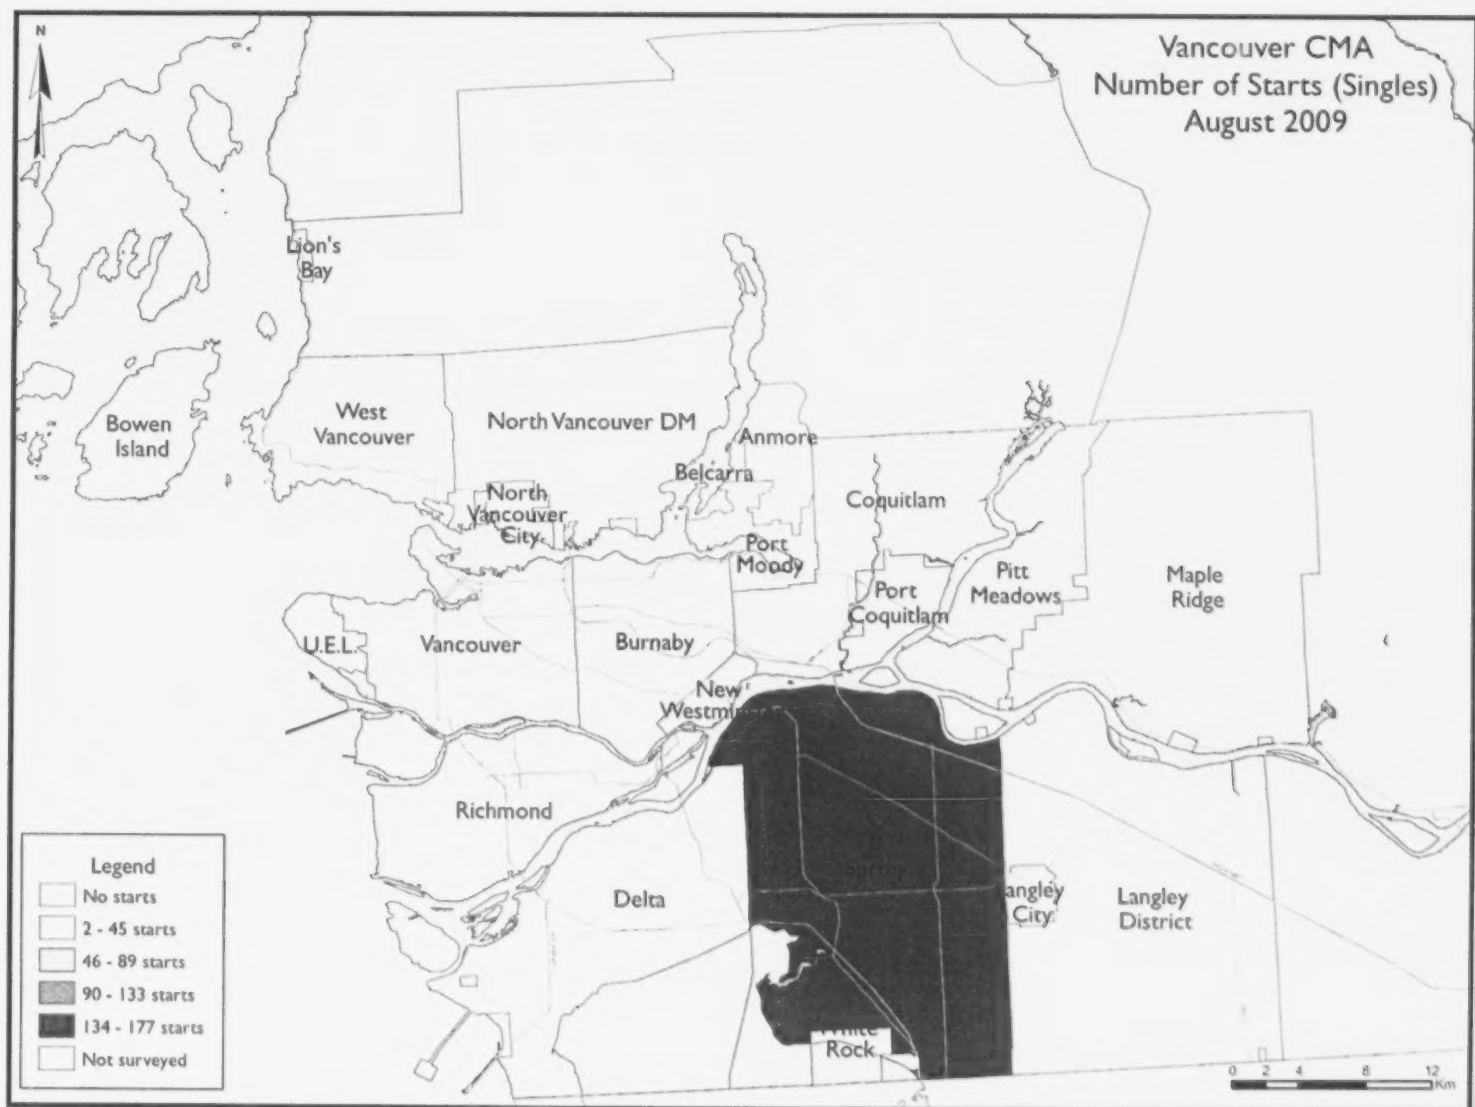 N
Vancouver CMA
Number of Starts (Singles)
August 2009
Lion's
Bay
Bowen
Island
West
Vancouver
North Vancouver DM
Anmore
Belcarra
North
Vancouver
City
Coquitlam
Port
Moody
Pitt
Meadows
Maple
Ridge
Port
Coquitlam
U.E.L.
Vancouver
Burnaby
New
Westminster
Richmond
Surrey
Delta
Langley
City
Langley
District
White
Rock
Legend
No starts
2 - 45 starts
46 - 89 starts
90 - 133 starts
134 - 177 starts
Not surveyed
0 2 4 8 12
Km